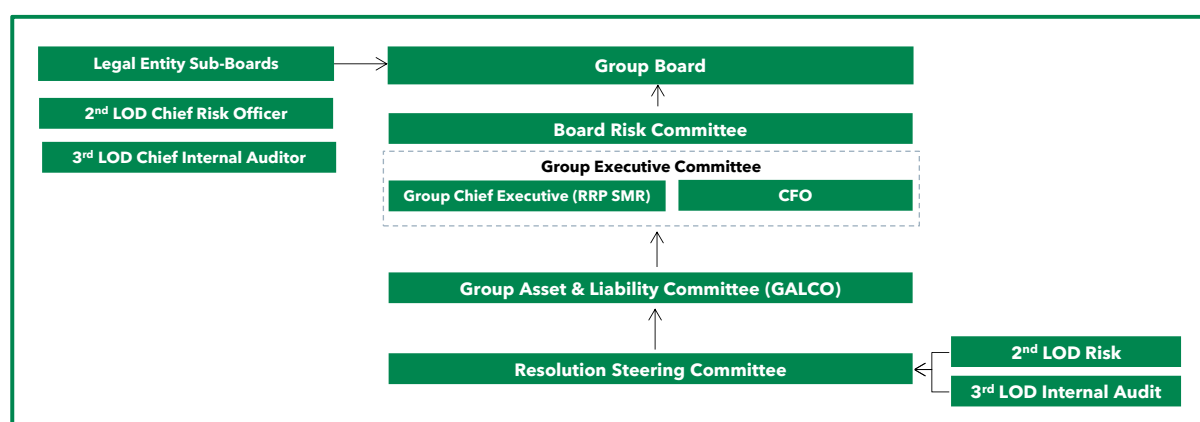 Legal Entity Sub-Boards
Group Board
2nd LOD Chief Risk Officer
Board Risk Committee
3rd LOD Chief Internal Auditor
Group Executive Committee
Group Chief Executive (RRP SMR)
CFO
Group Asset & Liability Committee (GALCO)
Resolution Steering Committee
2nd LOD Risk
3rd LOD Internal Audit